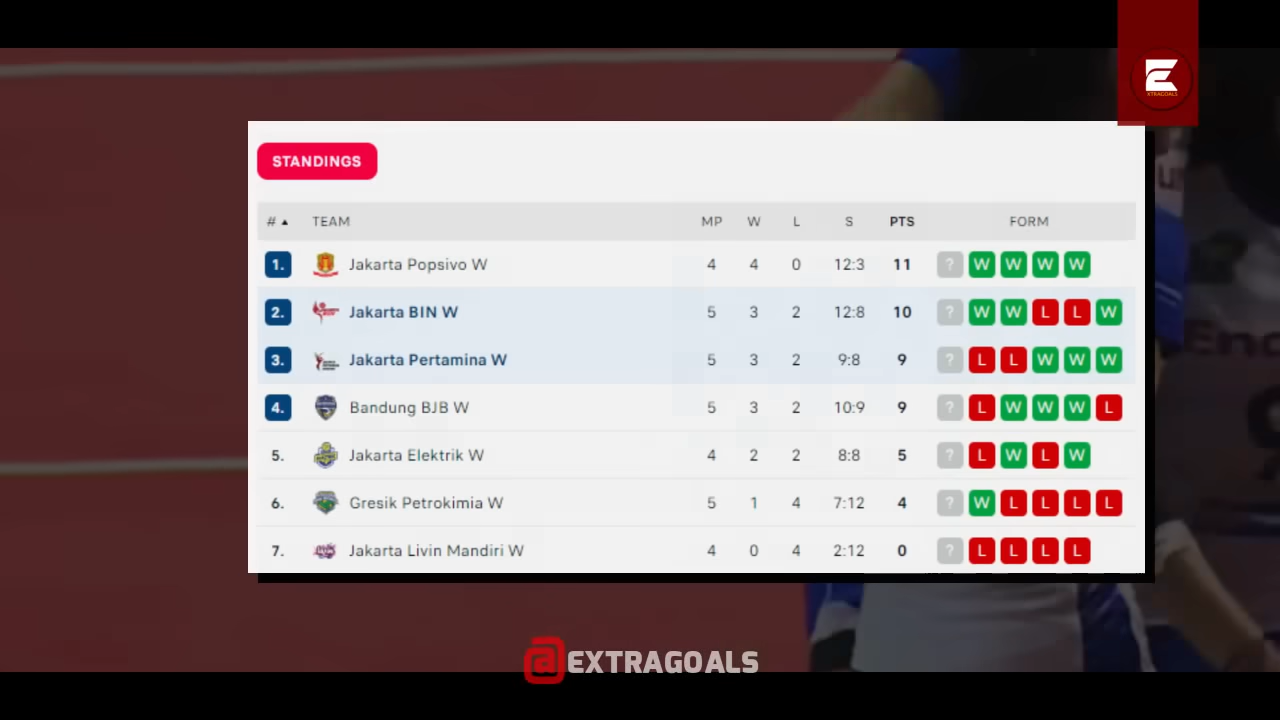 E
XTRAGOALS
STANDINGS
# ▲ TEAM MP W L S PTS FORM
1. Jakarta Popsivo W 4 4 0 12:3 11 ? W W W W
2. Jakarta BIN W 5 3 2 12:8 10 ? W W L L W
3. Jakarta Pertamina W 5 3 2 9:8 9 ? L L W W W
4. Bandung BJB W 5 3 2 10:9 9 ? L W W W L
5. Jakarta Elektrik W 4 2 2 8:8 5 ? L W L W
6. Gresik Petrokimia W 5 1 4 7:12 4 ? W L L L L
7. Jakarta Livin Mandiri W 4 0 4 2:12 0 ? L L L L
@EXTRAGOALS